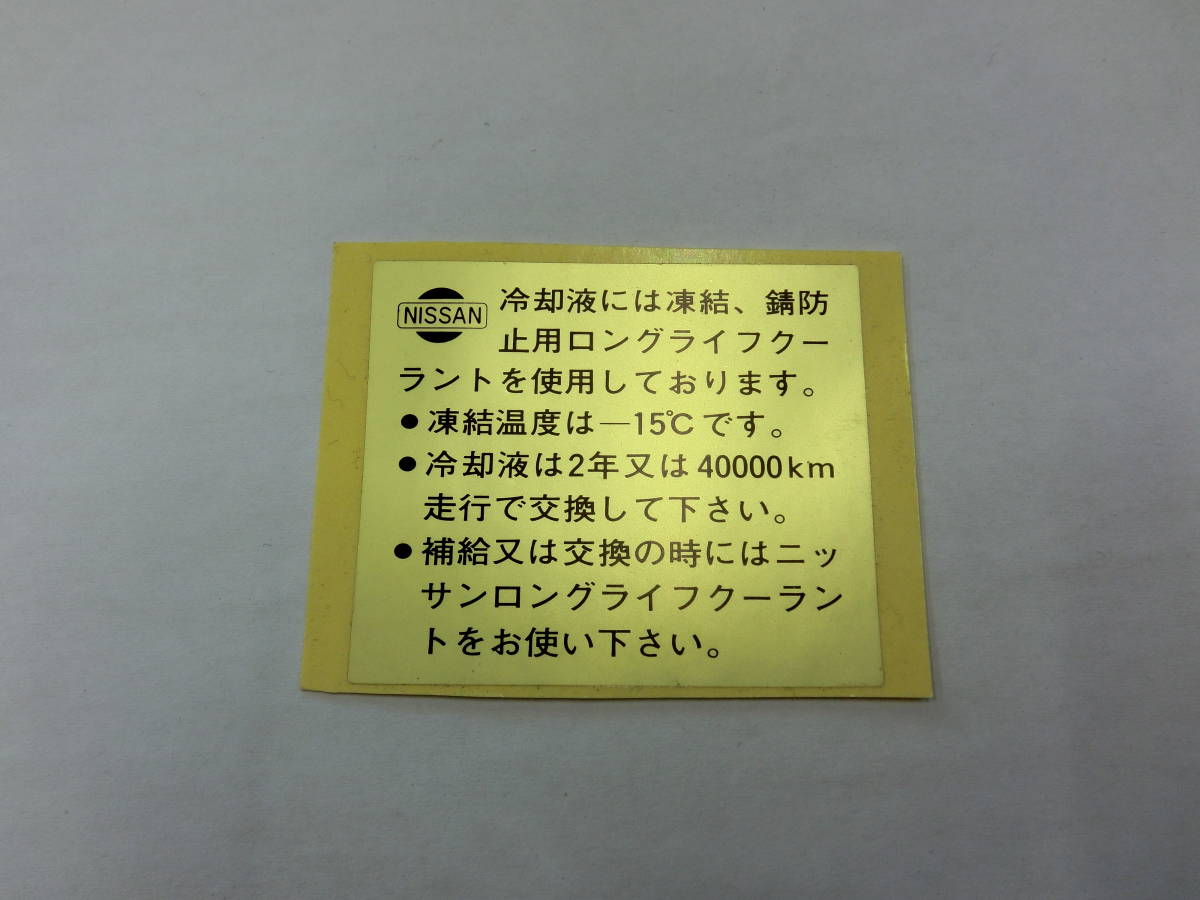 NISSAN
冷却液には凍結、錆防
止用ロングライフクー
ラントを使用しております。
●凍結温度は―15℃です。
●冷却液は2年又は40000km
走行で交換して下さい。
●補給又は交換の時にはニッ
サンロングライフクーラン
トをお使い下さい。